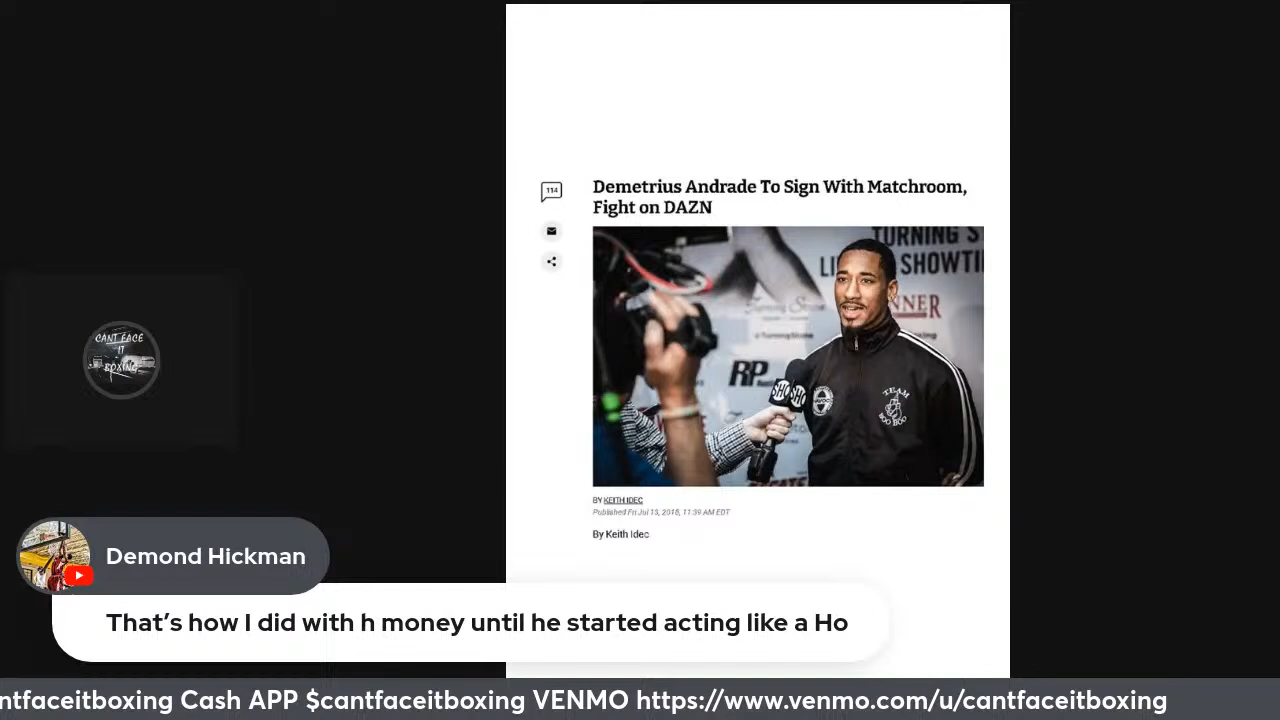 114
Demetrius Andrade To Sign With Matchroom,
Fight on DAZN
TURNING S
SHOWTI
NNER
RP
SHO
SHO
TEAM
BOO BOO
BY KEITH IDEC
Published Fri Jul 13, 2018, 11:39 AM EDT
By Keith Idec
CANT FACE
IT
BOXING
Demond Hickman
That's how I did with h money until he started acting like a Ho
ntfaceitboxing Cash APP $cantfaceitboxing VENMO https://www.venmo.com/u/cantfaceitboxing